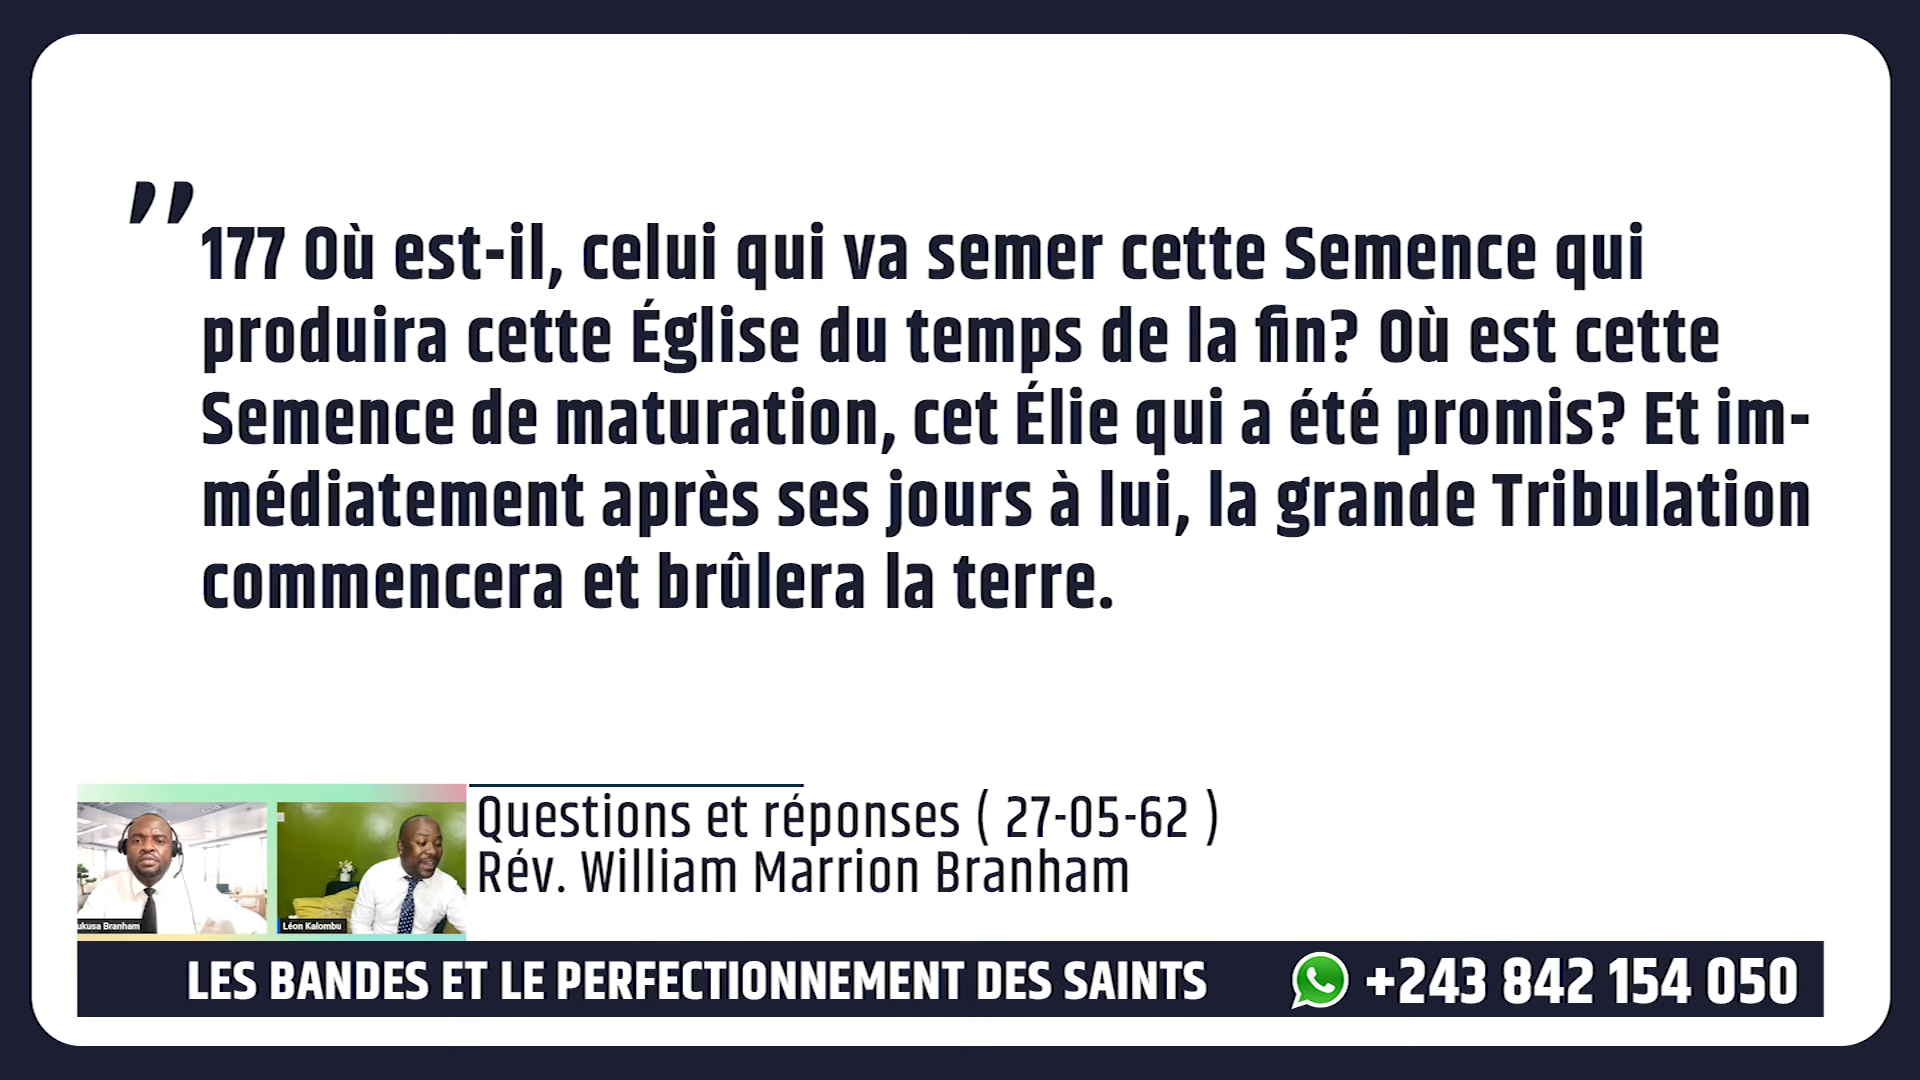 ”
177 Où est-il, celui qui va semer cette Semence qui
produira cette Église du temps de la fin? Où est cette
Semence de maturation, cet Élie qui a été promis? Et im-
médiatement après ses jours à lui, la grande Tribulation
commencera et brûlera la terre.
Questions et réponses ( 27-05-62 )
Rév. William Marrion Branham
ukusa Branham
Léon Kalombu
LES BANDES ET LE PERFECTIONNEMENT DES SAINTS
+243 842 154 050